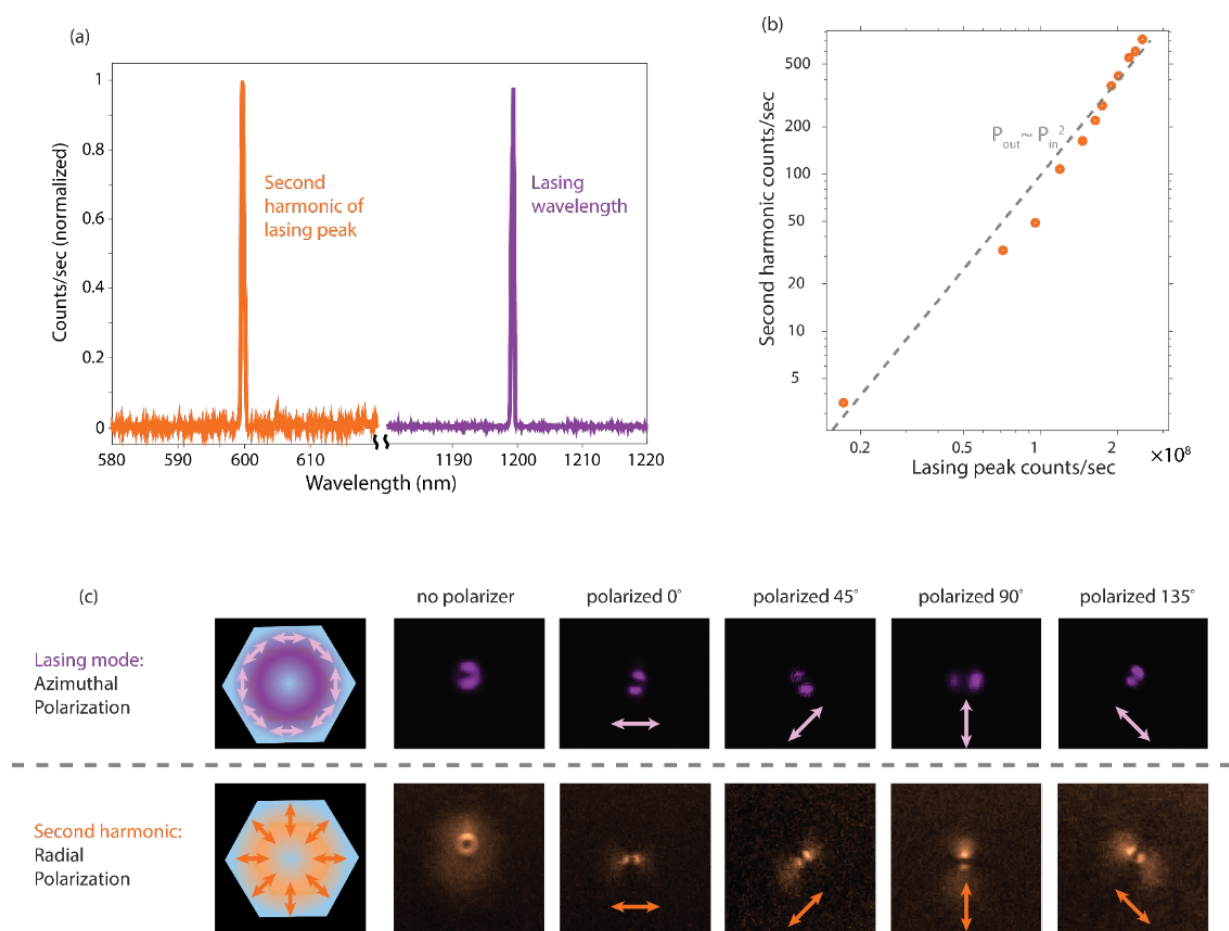 (a)
1
0.8
0.6
0.4
0.2
0
Counts/sec (normalized)
Second
harmonic of
lasing peak
Lasing
wavelength
580 590 600 610 1190 1200 1210 1220
Wavelength (nm)
(b)
500
200
100
50
20
10
5
Second harmonic counts/sec
P_out ~ P_in^2
0.2 0.5 1 2
Lasing peak counts/sec ×10⁸
(c)
no polarizer polarized 0° polarized 45° polarized 90° polarized 135°
Lasing mode:
Azimuthal
Polarization
Second harmonic:
Radial
Polarization